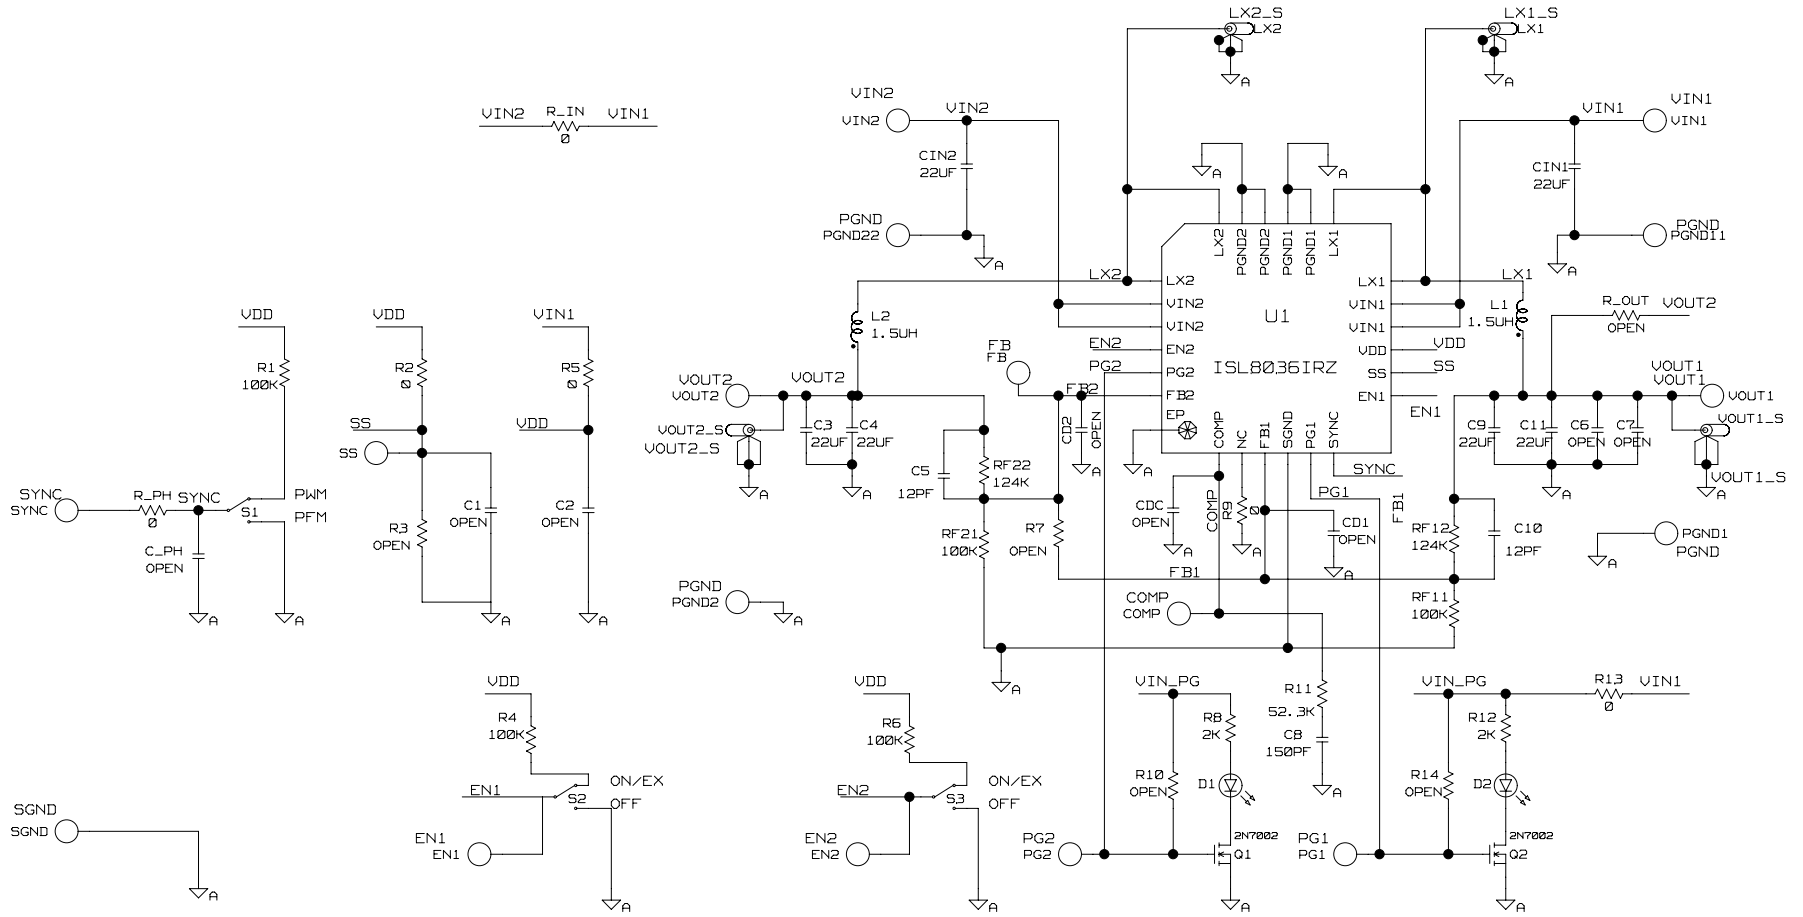 LX2_S
LX2
A
LX1_S
LX1
A
VIN2
R_IN
VIN1
0
VIN2
VIN2
VIN2
CIN2
22UF
PGND
PGND22
A
A
A
VIN1
VIN1
VIN1
CIN1
22UF
PGND
PGND11
A
LX2
PGND2
PGND2
PGND1
PGND1
LX1
LX2
LX2
VIN2
VIN2
EN2
EN2
PG2
PG2
FB2
FB2
EP
A
U1
ISL8036IRZ
LX1
LX1
VIN1
VIN1
VDD
VDD
SS
SS
EN1
EN1
COMP
NC
FB1
SGND
PG1
SYNC
SYNC
PG1
FB1
L1
1.5UH
R_OUT
OPEN
VOUT2
L2
1.5UH
FB
FB
VOUT2
VOUT2
VOUT2
VOUT2_S
VOUT2_S
A
C3
22UF
C4
22UF
A
CD2
OPEN
A
C5
12PF
RF22
124K
RF21
100K
R7
OPEN
FB1
CDC
OPEN
A
COMP
R9
0
A
CD1
OPEN
A
COMP
COMP
VOUT1
VOUT1
VOUT1
C9
22UF
C11
22UF
C6
OPEN
C7
OPEN
A
VOUT1_S
VOUT1_S
A
RF12
124K
C10
12PF
RF11
100K
PGND1
PGND
A
VDD
R1
100K
SYNC
SYNC
R_PH
0
SYNC
S1
PWM
PFM
C_PH
OPEN
A
A
VDD
R2
0
SS
SS
R3
OPEN
C1
OPEN
A
VIN1
R5
0
VDD
C2
OPEN
A
PGND
PGND2
A
A
SGND
SGND
A
VDD
R4
100K
EN1
S2
ON/EX
OFF
EN1
EN1
A
VDD
R6
100K
EN2
S3
ON/EX
OFF
EN2
EN2
A
VIN_PG
R8
2K
R10
OPEN
D1
2N7002
Q1
PG2
PG2
A
R11
52.3K
C8
150PF
A
VIN_PG
R13
0
VIN1
R12
2K
R14
OPEN
D2
2N7002
Q2
PG1
PG1
A